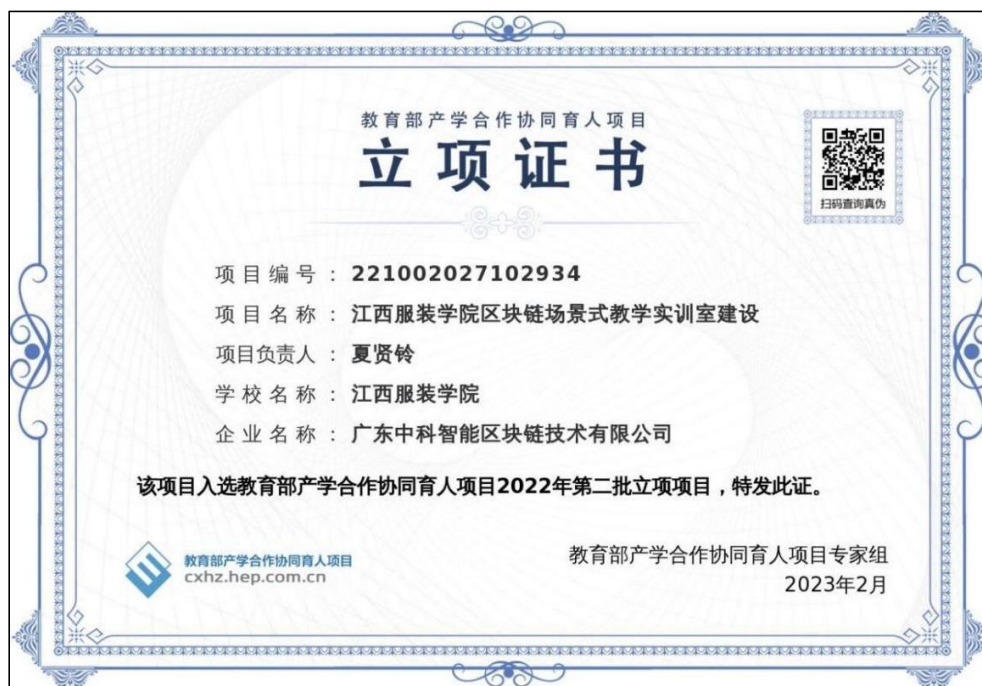 教育部产学合作协同育人项目
立项证书
扫码查询真伪
项目编号：221002027102934
项目名称：江西服装学院区块链场景式教学实训室建设
项目负责人：夏贤铃
学校名称：江西服装学院
企业名称：广东中科智能区块链技术有限公司
该项目入选教育部产学合作协同育人项目2022年第二批立项项目，特发此证。
教育部产学合作协同育人项目
cxhz.hep.com.cn
教育部产学合作协同育人项目专家组
2023年2月